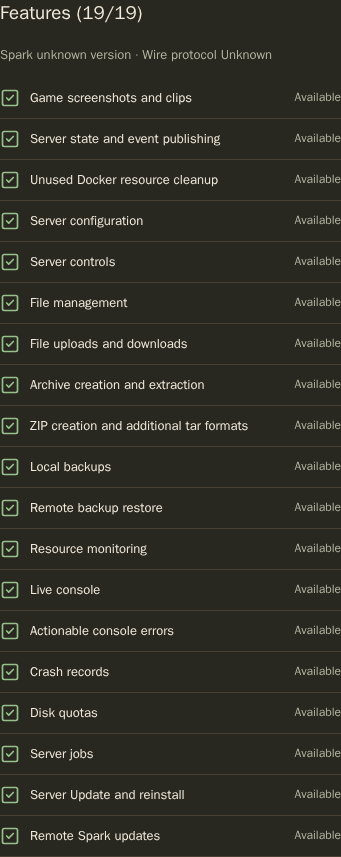 Features (19/19)
Spark unknown version · Wire protocol Unknown
Game screenshots and clips Available
Server state and event publishing Available
Unused Docker resource cleanup Available
Server configuration Available
Server controls Available
File management Available
File uploads and downloads Available
Archive creation and extraction Available
ZIP creation and additional tar formats Available
Local backups Available
Remote backup restore Available
Resource monitoring Available
Live console Available
Actionable console errors Available
Crash records Available
Disk quotas Available
Server jobs Available
Server Update and reinstall Available
Remote Spark updates Available